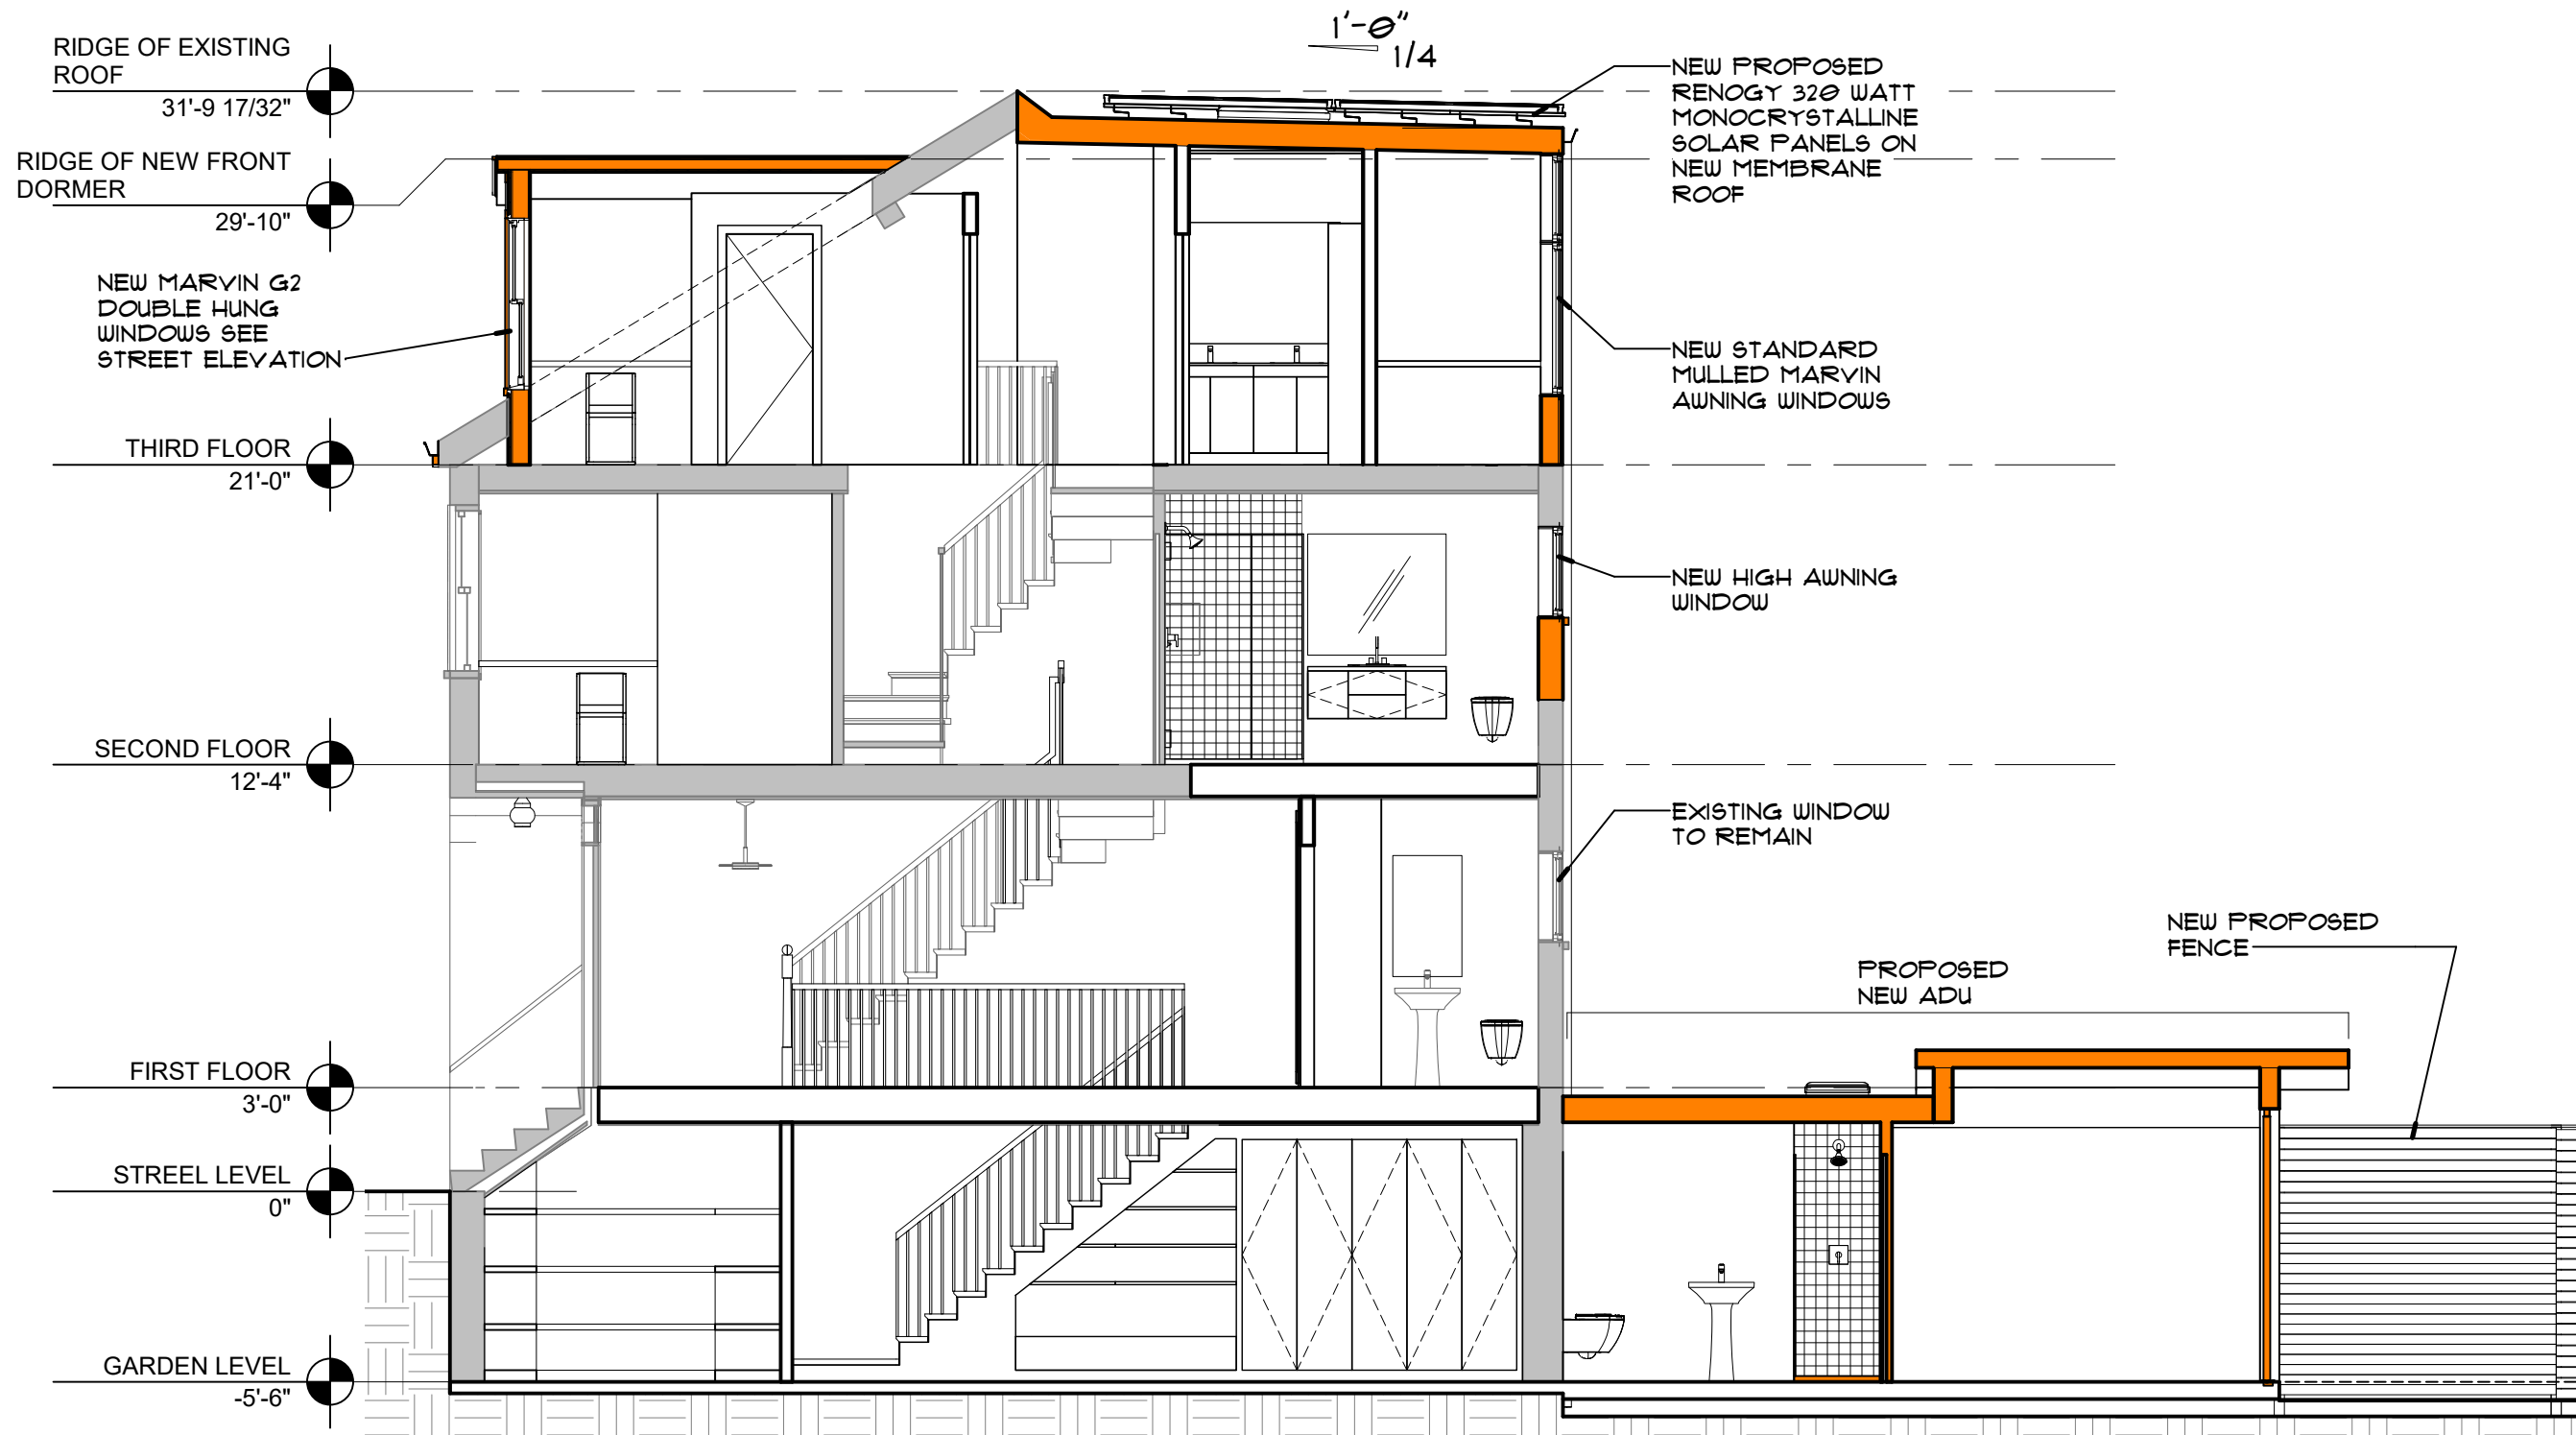 1'-0"
1/4
RIDGE OF EXISTING
ROOF
31'-9 17/32"
NEW PROPOSED
RENOGY 320 WATT
MONOCRYSTALLINE
SOLAR PANELS ON
NEW MEMBRANE
ROOF
RIDGE OF NEW FRONT
DORMER
29'-10"
NEW MARVIN G2
DOUBLE HUNG
WINDOWS SEE
STREET ELEVATION
NEW STANDARD
MULLED MARVIN
AWNING WINDOWS
THIRD FLOOR
21'-0"
NEW HIGH AWNING
WINDOW
SECOND FLOOR
12'-4"
EXISTING WINDOW
TO REMAIN
NEW PROPOSED
FENCE
PROPOSED
NEW ADU
FIRST FLOOR
3'-0"
STREEL LEVEL
0"
GARDEN LEVEL
-5'-6"